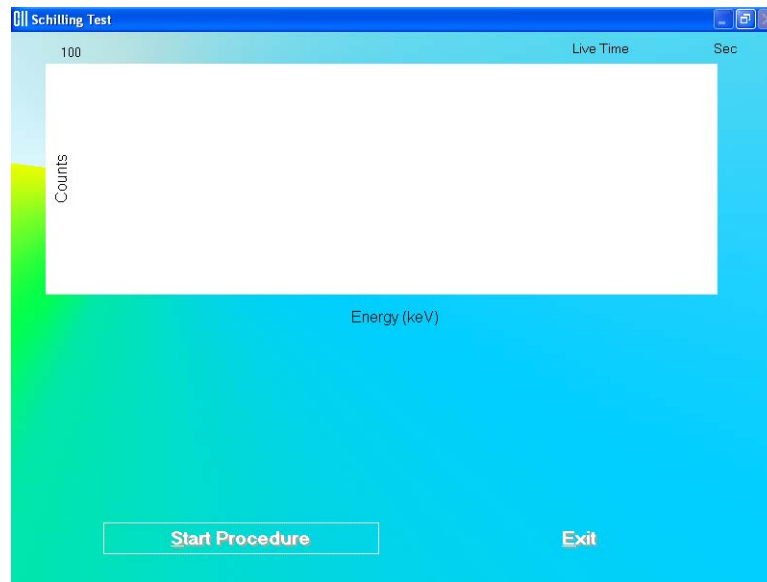 Schilling Test
100 Live Time Sec
Counts
Energy (keV)
Start Procedure Exit